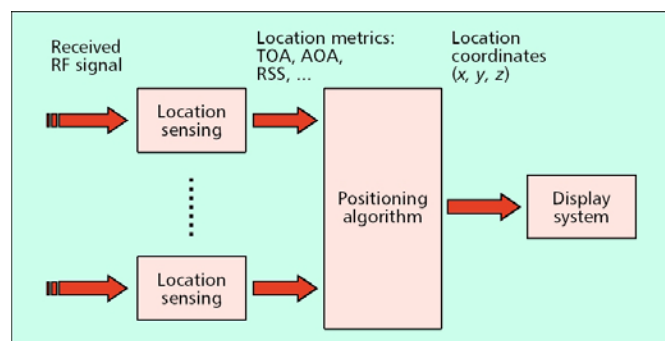 Received
RF signal
Location metrics:
TOA, AOA,
RSS, ...
Location
coordinates
(x, y, z)
Location
sensing
Positioning
algorithm
Display
system
Location
sensing